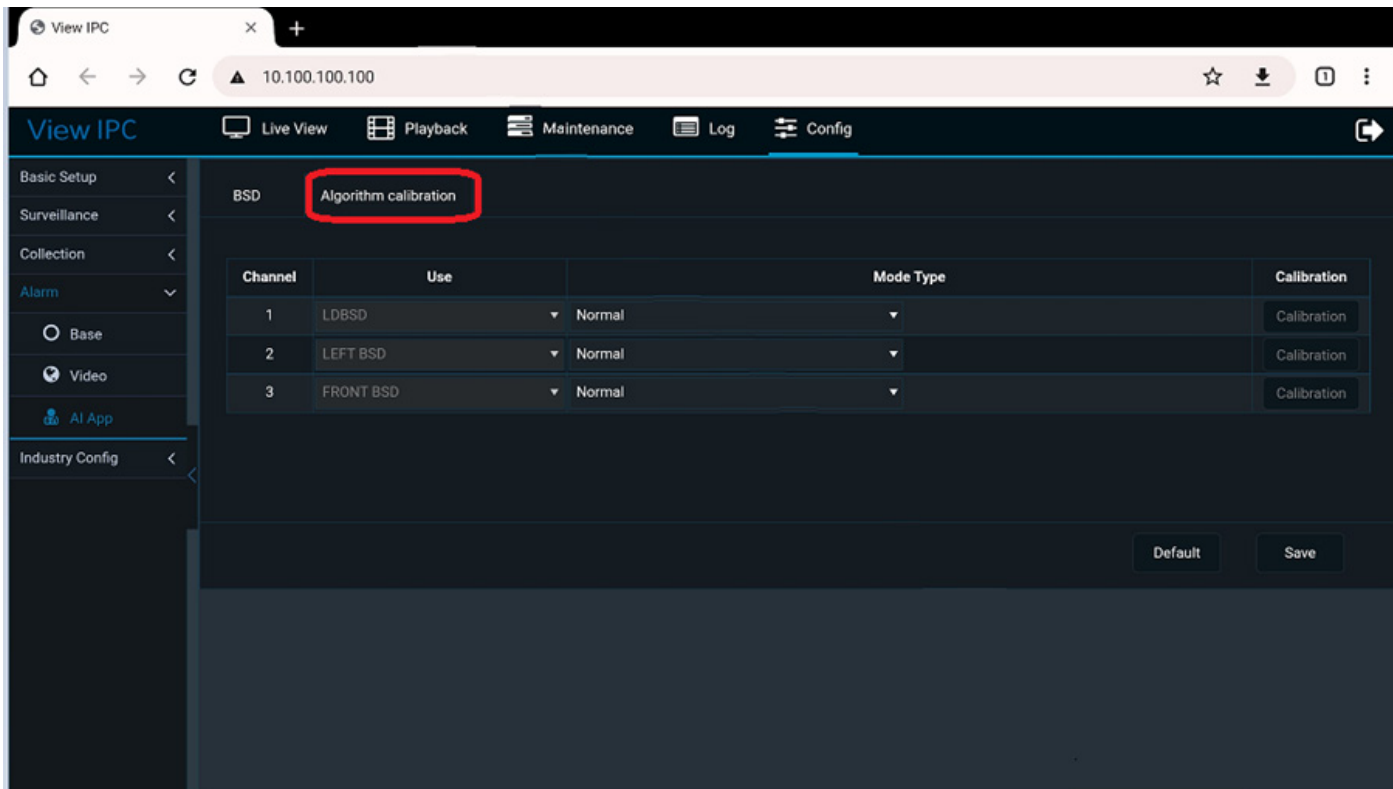 View IPC
10.100.100.100
1
View IPC Live View Playback Maintenance Log Config
Basic Setup
Surveillance
Collection
Alarm
Base
Video
AI App
Industry Config
BSD Algorithm calibration
Channel Use Mode Type Calibration
1 LDBSD Normal Calibration
2 LEFT BSD Normal Calibration
3 FRONT BSD Normal Calibration
Default Save